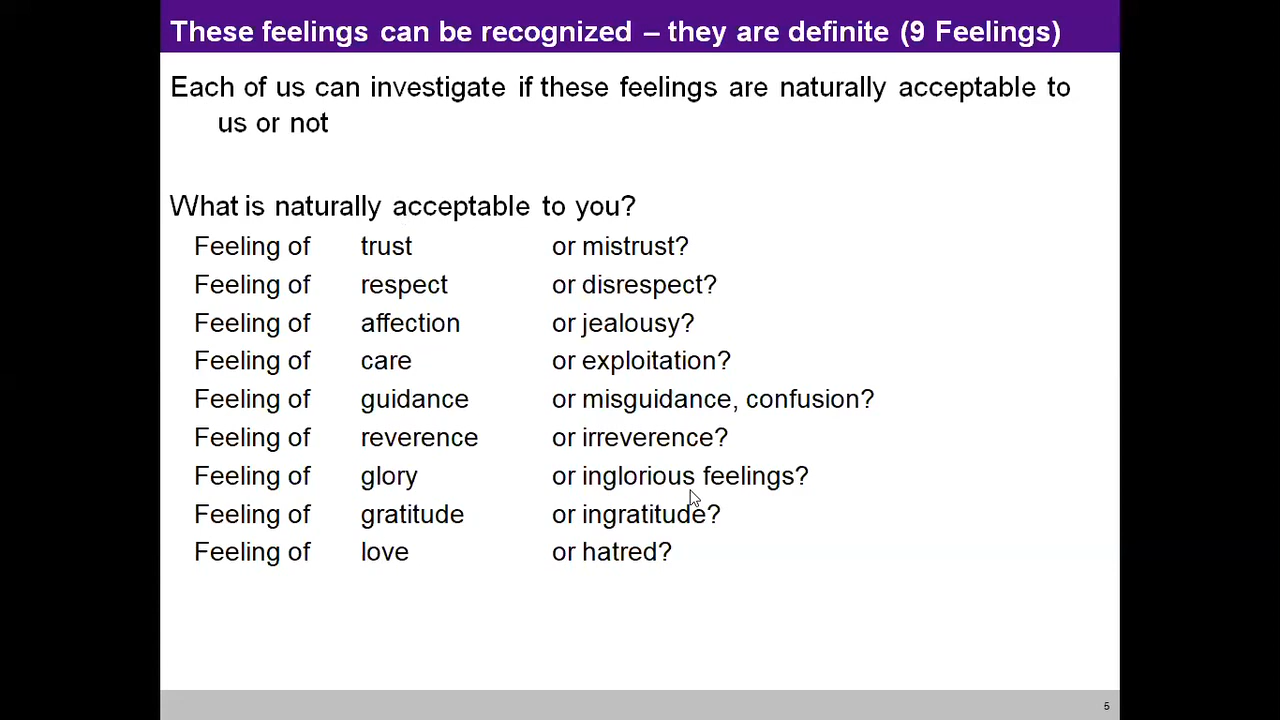 These feelings can be recognized – they are definite (9 Feelings)
Each of us can investigate if these feelings are naturally acceptable to
us or not
What is naturally acceptable to you?
Feeling of trust or mistrust?
Feeling of respect or disrespect?
Feeling of affection or jealousy?
Feeling of care or exploitation?
Feeling of guidance or misguidance, confusion?
Feeling of reverence or irreverence?
Feeling of glory or inglorious feelings?
Feeling of gratitude or ingratitude?
Feeling of love or hatred?
5